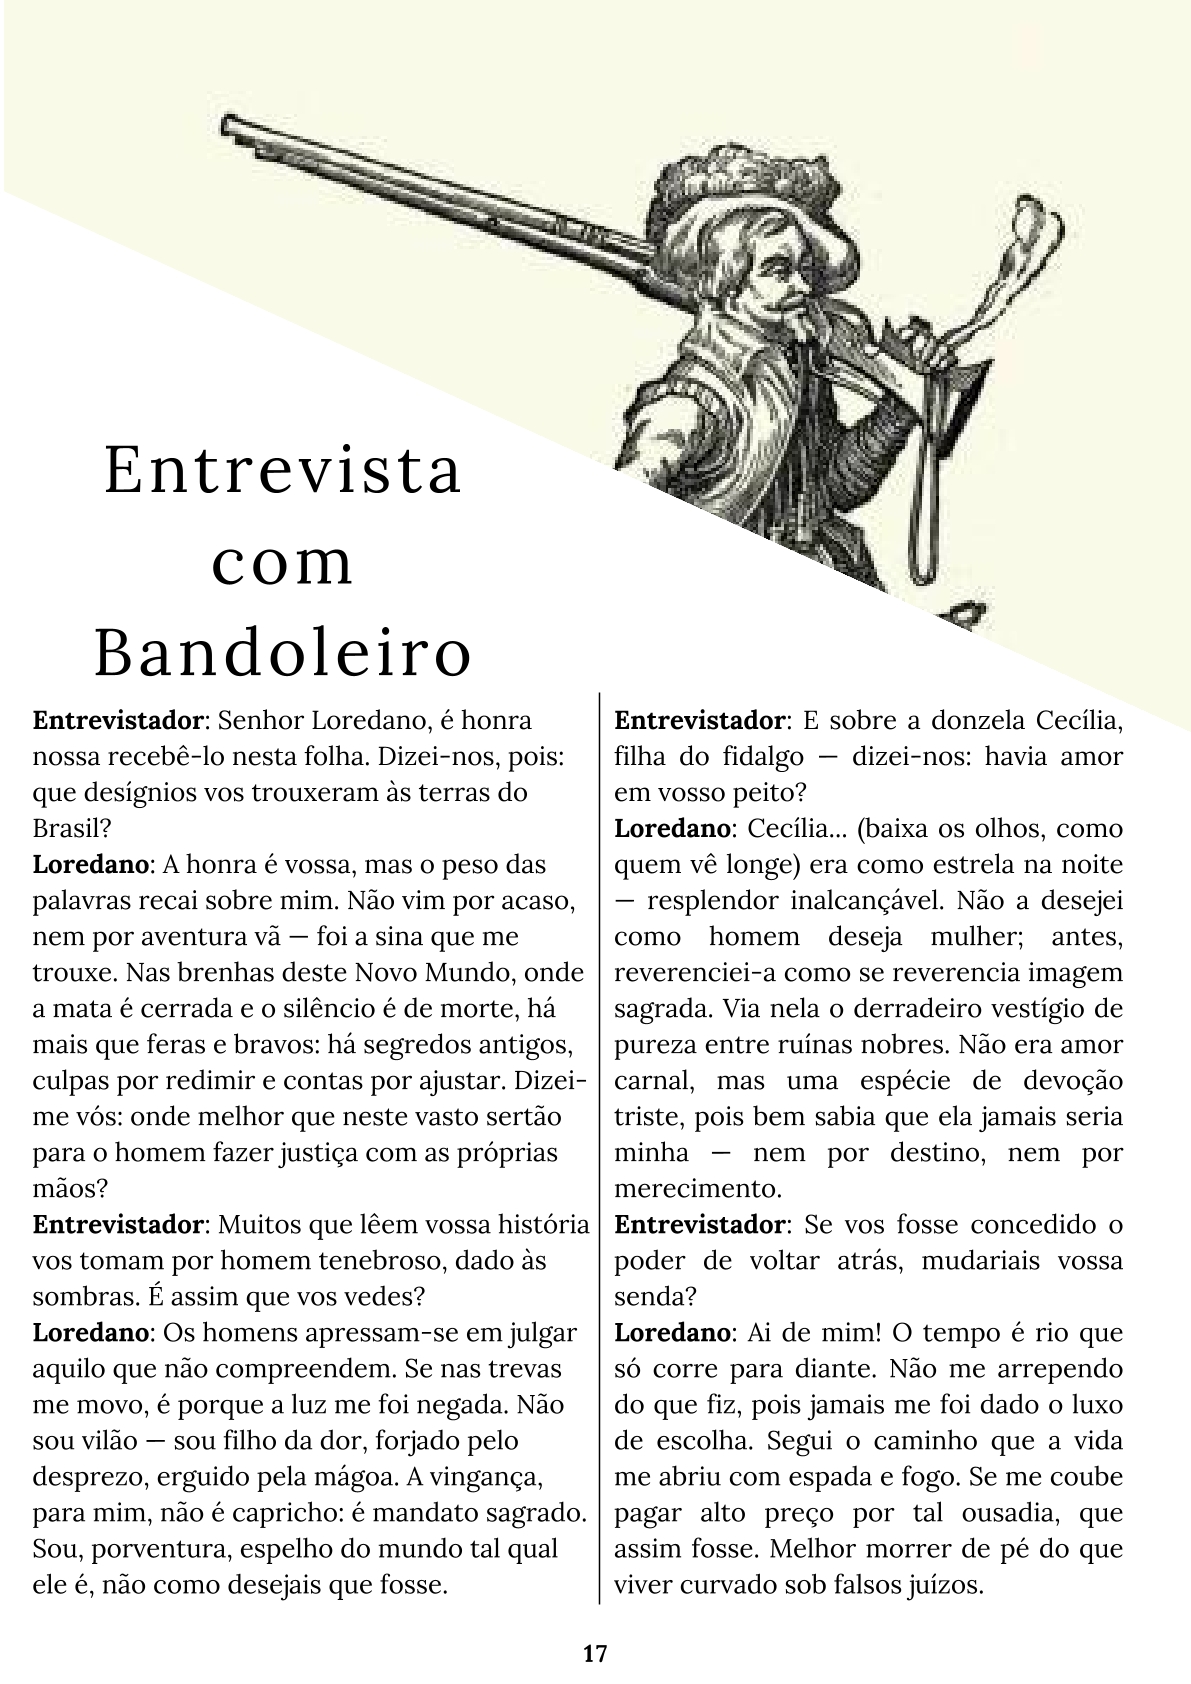 Entrevista
com
Bandoleiro
Entrevistador: Senhor Loredano, é honra
nossa recebê-lo nesta folha. Dizei-nos, pois:
que desígnios vos trouxeram às terras do
Brasil?
Loredano: A honra é vossa, mas o peso das
palavras recai sobre mim. Não vim por acaso,
nem por aventura vã — foi a sina que me
trouxe. Nas brenhas deste Novo Mundo, onde
a mata é cerrada e o silêncio é de morte, há
mais que feras e bravos: há segredos antigos,
culpas por redimir e contas por ajustar. Dizei-
me vós: onde melhor que neste vasto sertão
para o homem fazer justiça com as próprias
mãos?
Entrevistador: Muitos que lêem vossa história
vos tomam por homem tenebroso, dado às
sombras. É assim que vos vedes?
Loredano: Os homens apressam-se em julgar
aquilo que não compreendem. Se nas trevas
me movo, é porque a luz me foi negada. Não
sou vilão — sou filho da dor, forjado pelo
desprezo, erguido pela mágoa. A vingança,
para mim, não é capricho: é mandato sagrado.
Sou, porventura, espelho do mundo tal qual
ele é, não como desejais que fosse.
Entrevistador: E sobre a donzela Cecília,
filha do fidalgo — dizei-nos: havia amor
em vosso peito?
Loredano: Cecília... (baixa os olhos, como
quem vê longe) era como estrela na noite
— resplendor inalcançável. Não a desejei
como homem deseja mulher; antes,
reverenciei-a como se reverencia imagem
sagrada. Via nela o derradeiro vestígio de
pureza entre ruínas nobres. Não era amor
carnal, mas uma espécie de devoção
triste, pois bem sabia que ela jamais seria
minha — nem por destino, nem por
merecimento.
Entrevistador: Se vos fosse concedido o
poder de voltar atrás, mudariais vossa
senda?
Loredano: Ai de mim! O tempo é rio que
só corre para diante. Não me arrependo
do que fiz, pois jamais me foi dado o luxo
de escolha. Segui o caminho que a vida
me abriu com espada e fogo. Se me coube
pagar alto preço por tal ousadia, que
assim fosse. Melhor morrer de pé do que
viver curvado sob falsos juízos.
17